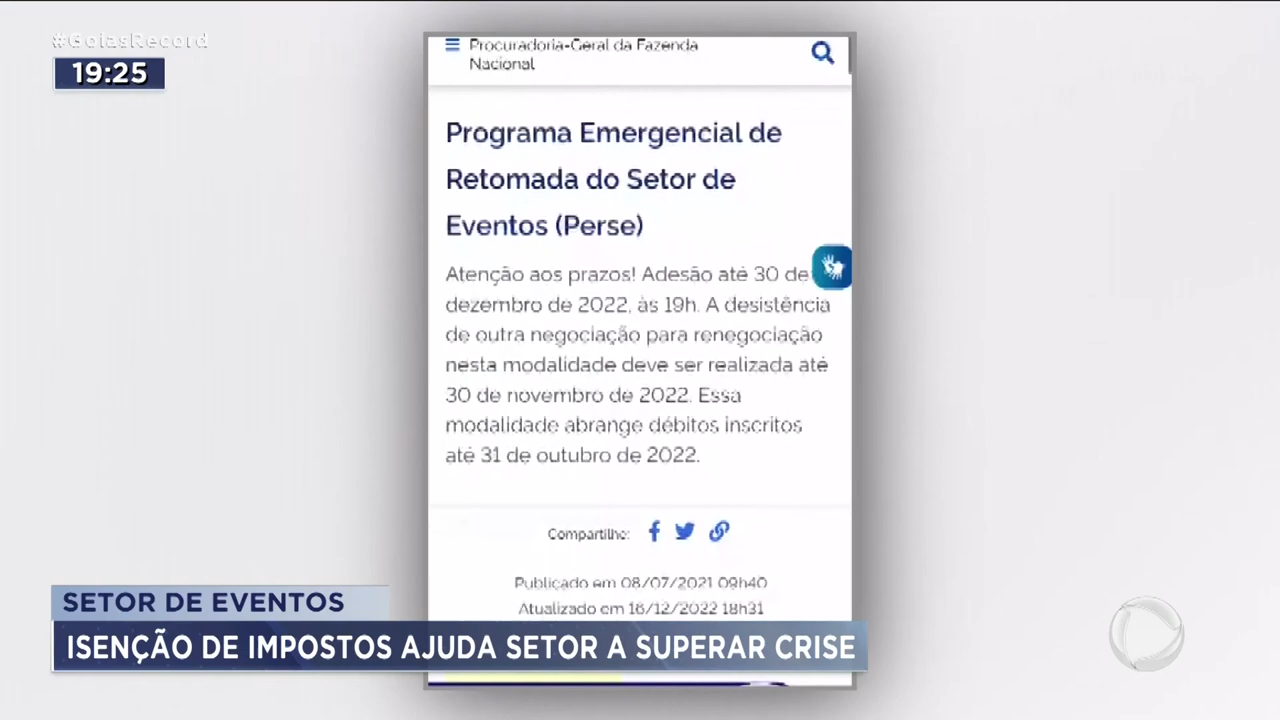 #GoiasRecord
19:25
Procuradoria-Geral da Fazenda
Nacional
Programa Emergencial de
Retomada do Setor de
Eventos (Perse)
Atenção aos prazos! Adesão até 30 de
dezembro de 2022, às 19h. A desistência
de outra negociação para renegociação
nesta modalidade deve ser realizada até
30 de novembro de 2022. Essa
modalidade abrange débitos inscritos
até 31 de outubro de 2022.
Compartilhe:
Publicado em 08/07/2021 09h40
Atualizado em 16/12/2022 18h31
SETOR DE EVENTOS
ISENÇÃO DE IMPOSTOS AJUDA SETOR A SUPERAR CRISE